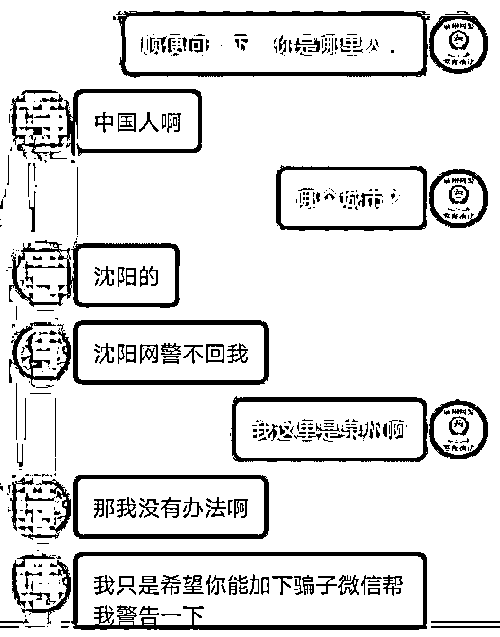 顺便问一下 你是哪里人
中国人啊
哪个城市?
沈阳的
沈阳网警不回我
我这里是泉州啊
那我没有办法啊
我只是希望你能加下骗子微信帮
我警告一下